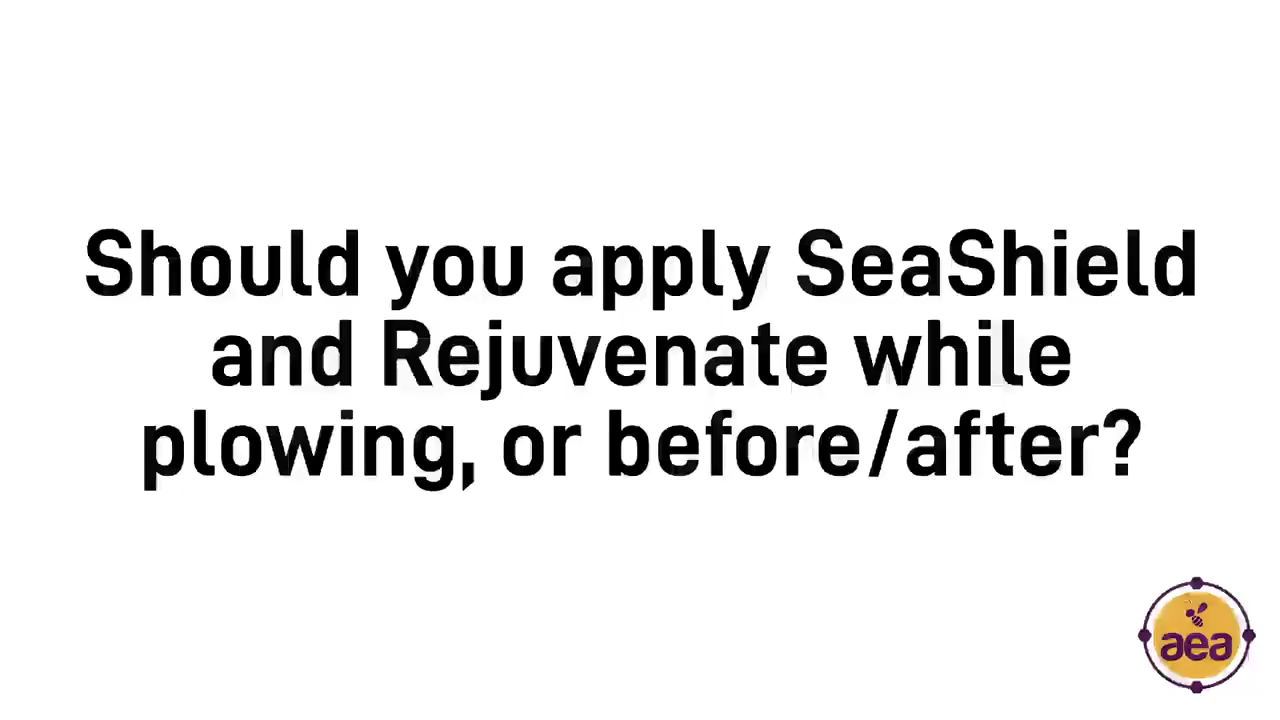 Should you apply SeaShield
and Rejuvenate while
plowing, or before/after?
aea